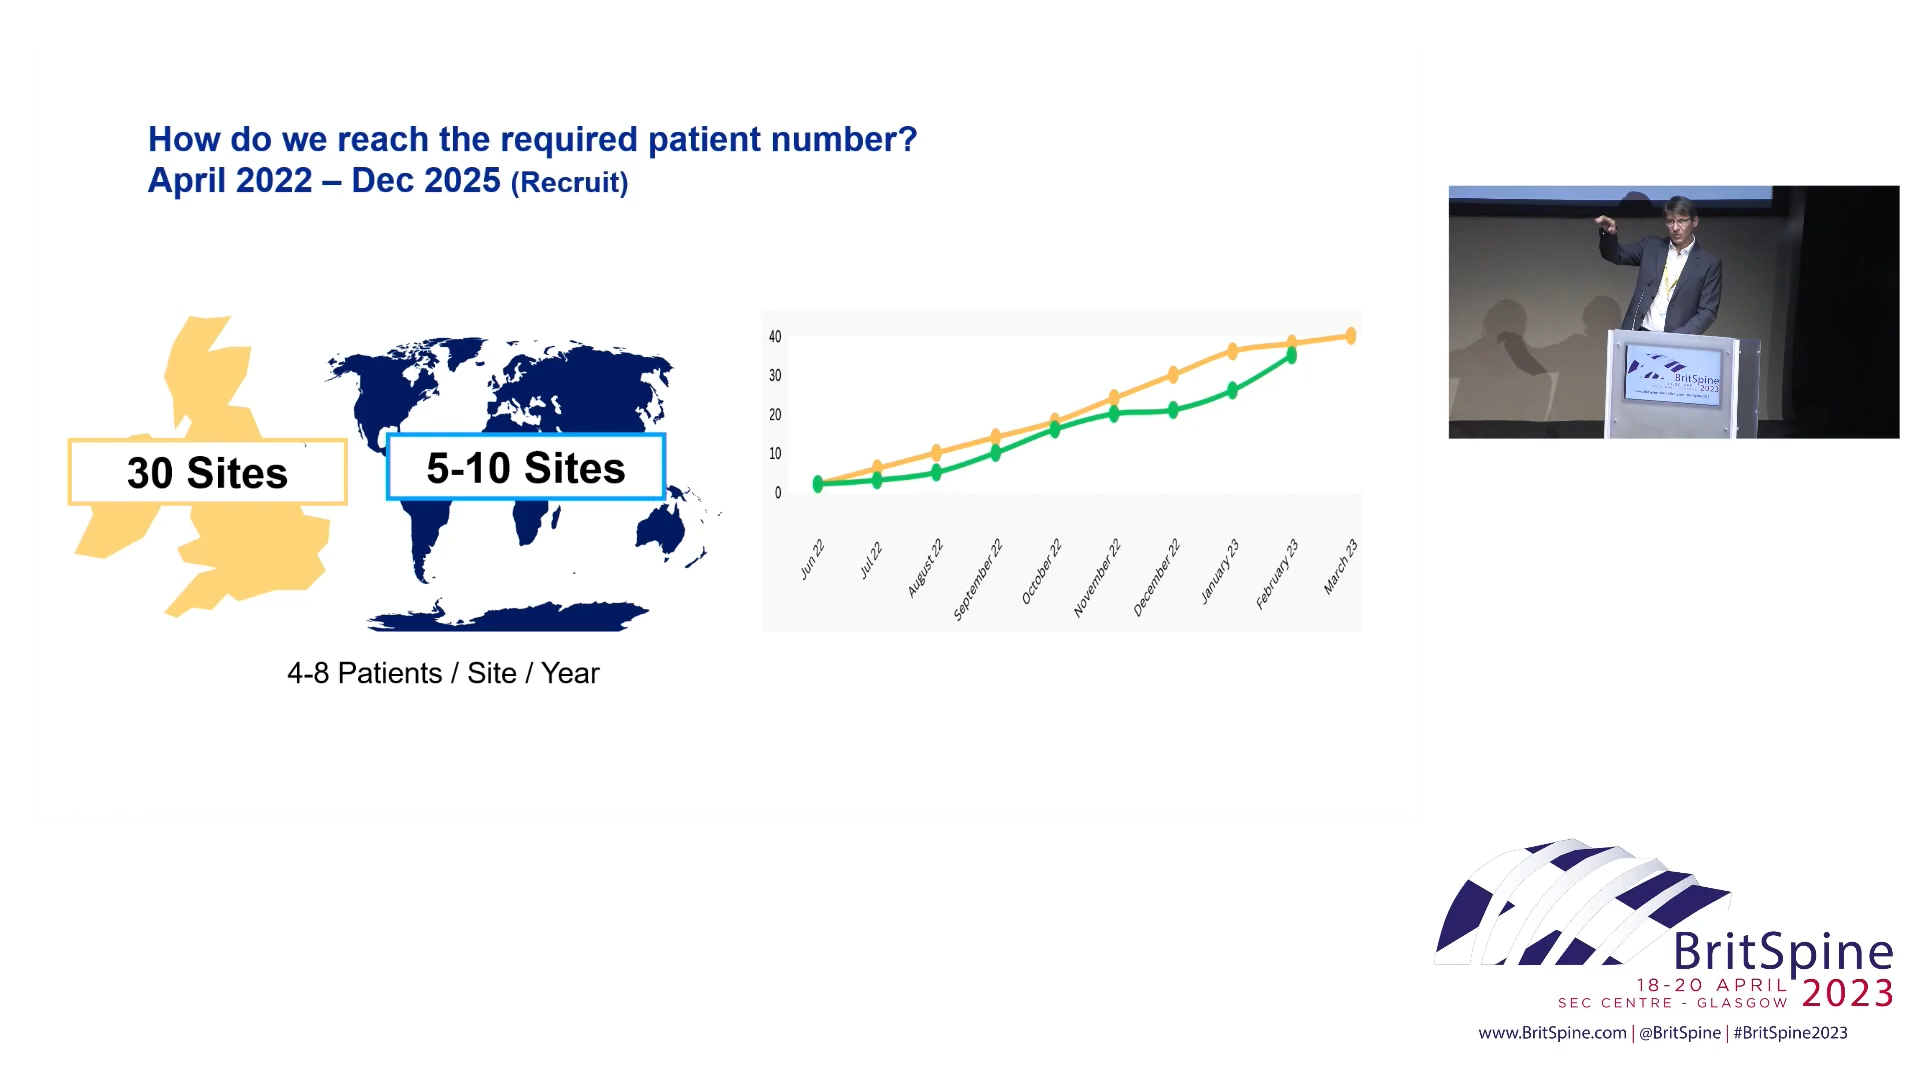 How do we reach the required patient number?
April 2022 – Dec 2025 (Recruit)
30 Sites
5-10 Sites
4-8 Patients / Site / Year
40
30
20
10
0
Jun 22
Jul 22
August 22
September 22
October 22
November 22
December 22
January 23
February 23
March 23
BritSpine
2023
BritSpine
18-20 APRIL
2023
SEC CENTRE - GLASGOW
www.BritSpine.com | @BritSpine | #BritSpine2023